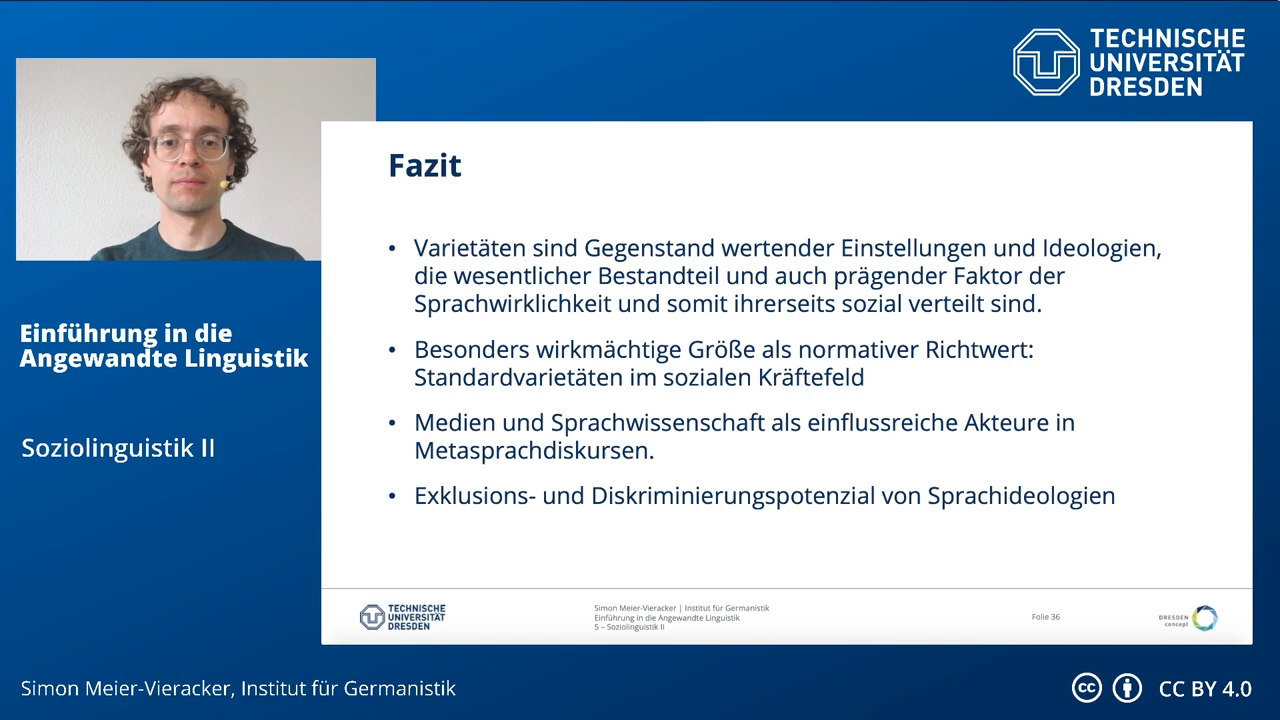 TECHNISCHE
UNIVERSITÄT
DRESDEN
Fazit
• Varietäten sind Gegenstand wertender Einstellungen und Ideologien,
die wesentlicher Bestandteil und auch prägender Faktor der
Sprachwirklichkeit und somit ihrerseits sozial verteilt sind.
• Besonders wirkmächtige Größe als normativer Richtwert:
Standardvarietäten im sozialen Kräftefeld
• Medien und Sprachwissenschaft als einflussreiche Akteure in
Metasprachdiskursen.
• Exklusions- und Diskriminierungspotenzial von Sprachideologien
Einführung in die
Angewandte Linguistik
Soziolinguistik II
TECHNISCHE
UNIVERSITÄT
DRESDEN
Simon Meier-Vieracker | Institut für Germanistik
Einführung in die Angewandte Linguistik
5 – Soziolinguistik II
Folie 36
DRESDEN
concept
Simon Meier-Vieracker, Institut für Germanistik
cc
CC BY 4.0